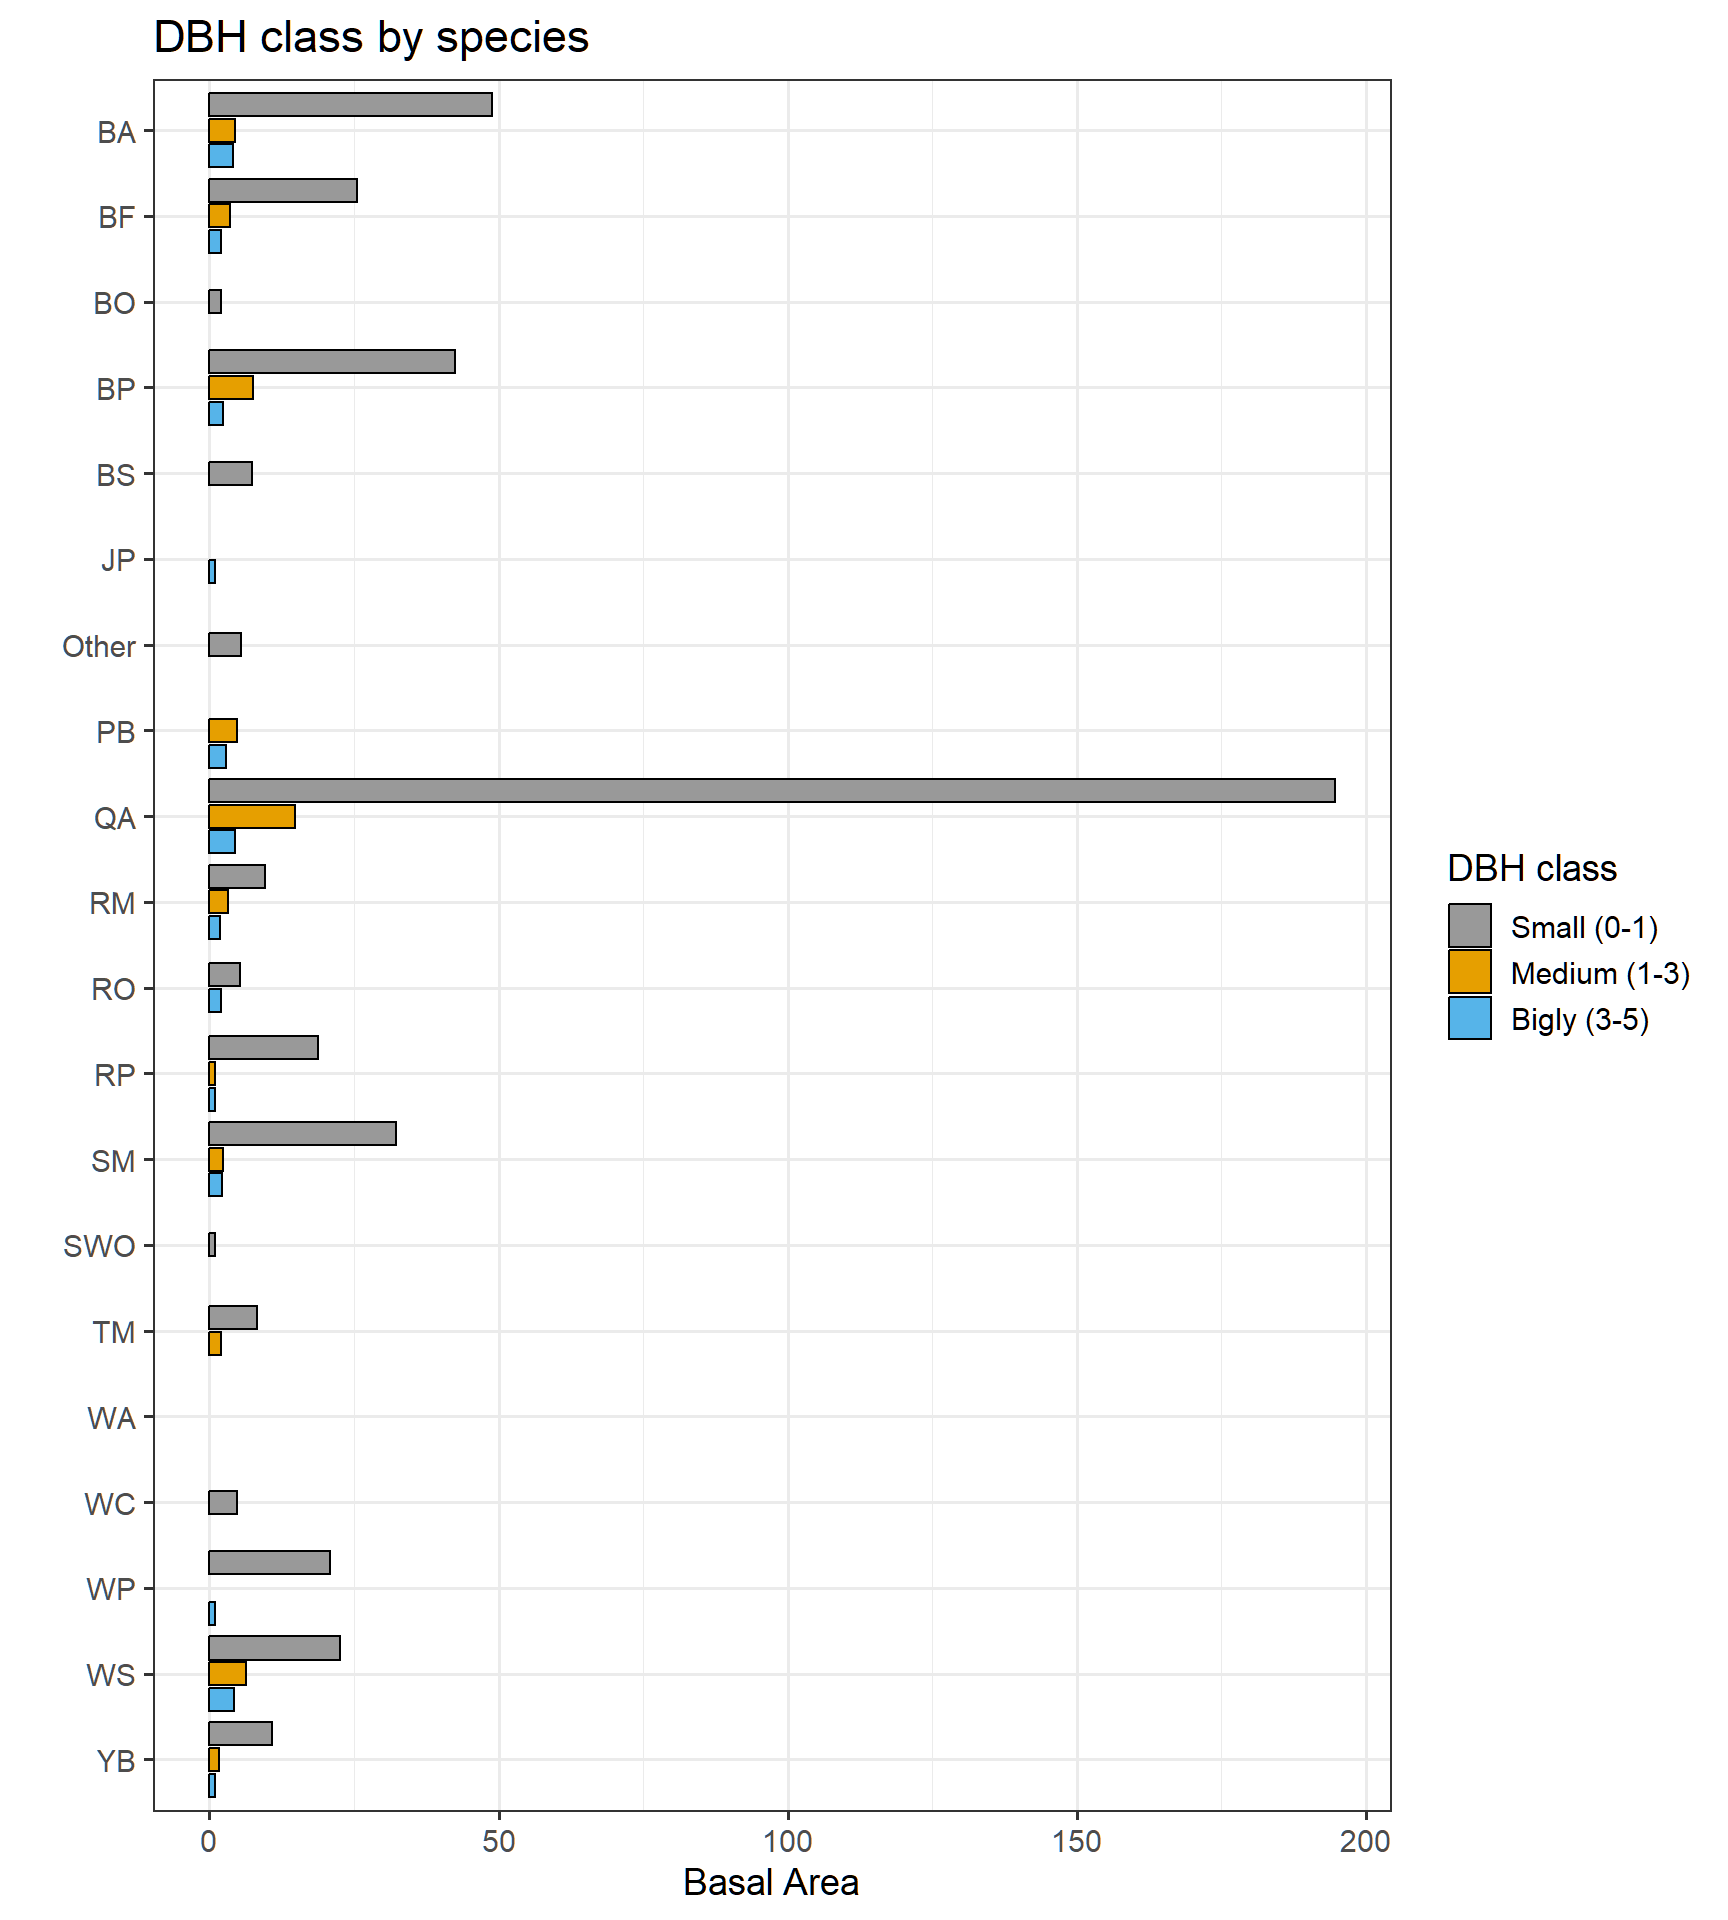 DBH class by species
BA
BF
BO
BP
BS
JP
Other
PB
QA
RM
RO
RP
SM
SWO
TM
WA
WC
WP
WS
YB
0 50 100 150 200
Basal Area
DBH class
Small (0-1)
Medium (1-3)
Bigly (3-5)